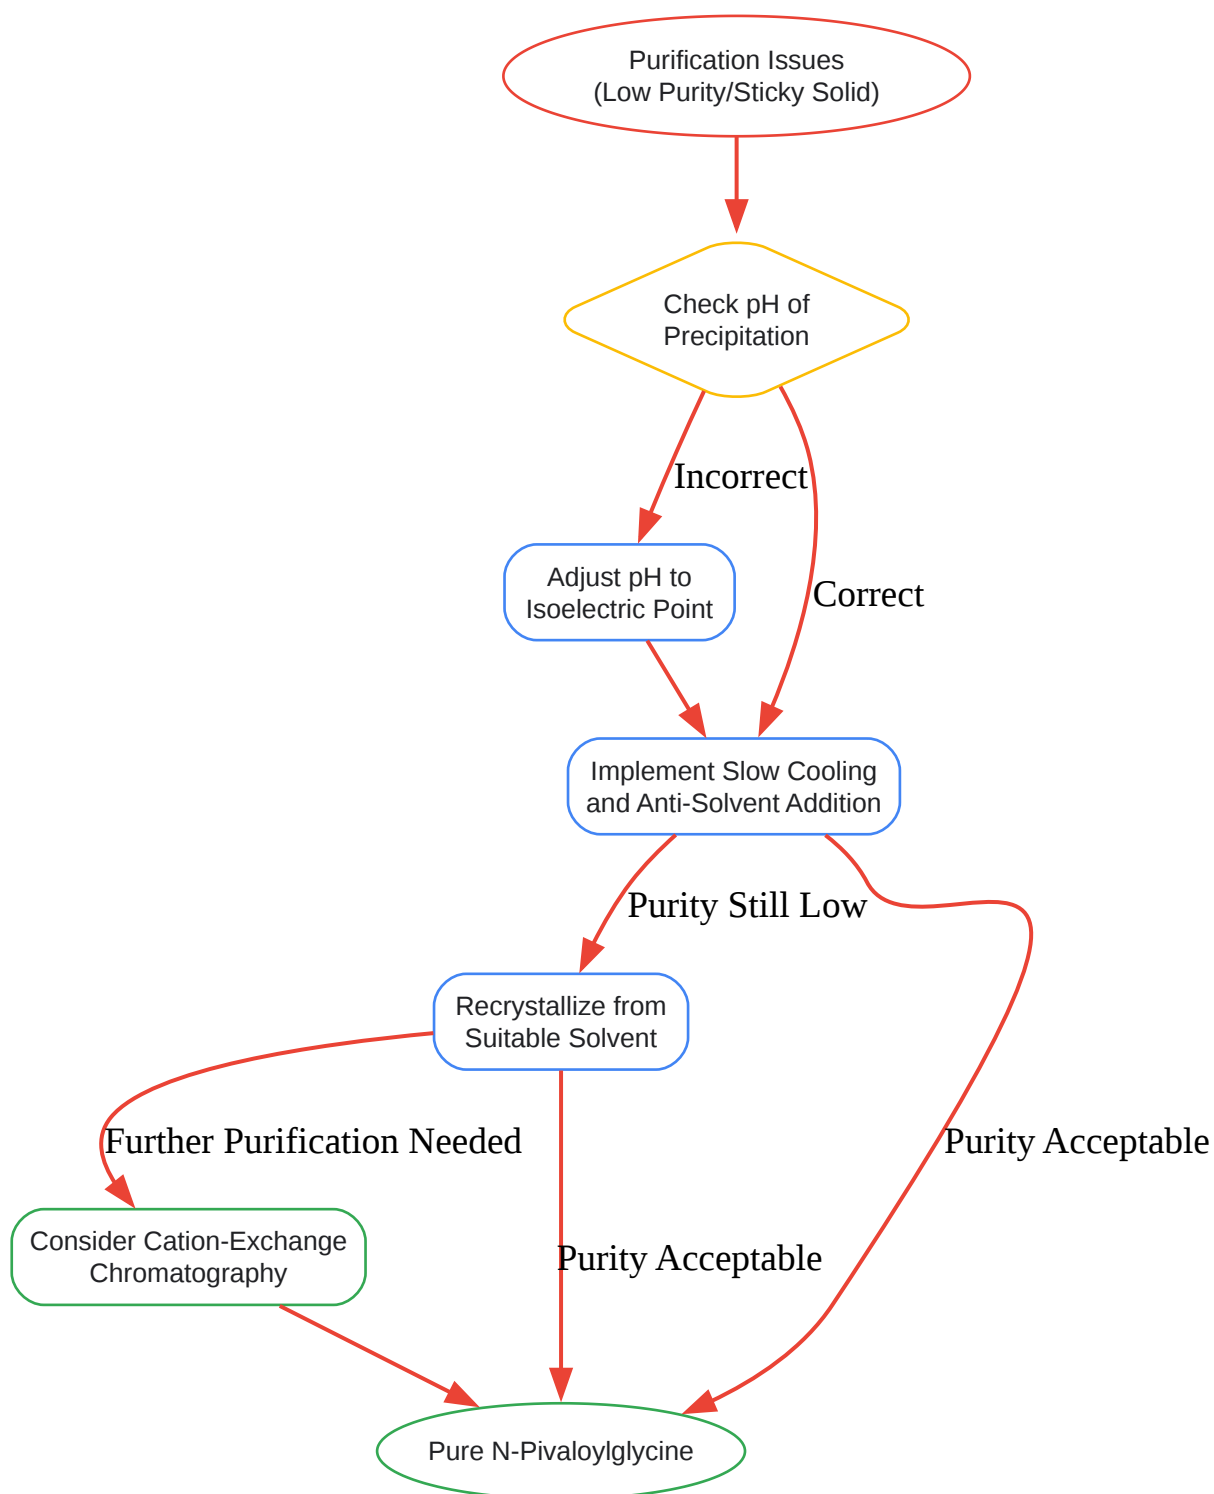 Purification Issues
(Low Purity/Sticky Solid)
Check pH of
Precipitation
Incorrect
Adjust pH to
Isoelectric Point
Correct
Implement Slow Cooling
and Anti-Solvent Addition
Purity Still Low
Recrystallize from
Suitable Solvent
Further Purification Needed
Purity Acceptable
Consider Cation-Exchange
Chromatography
Purity Acceptable
Pure N-Pivaloylglycine